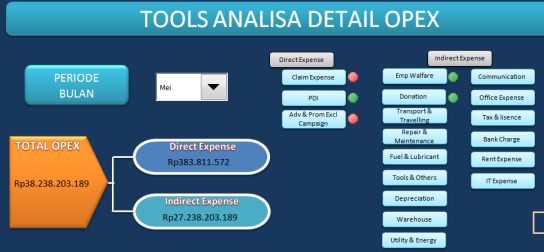 TOOLS ANALISA DETAIL OPEX
PERIODE
BULAN
Mei
Direct Expense
Claim Expense
PDI
Adv & Prom Excl
Campaign
Indirect Expense
Emp Walfare
Donation
Transport &
Travelling
Repair &
Maintenance
Fuel & Lubricant
Tools & Others
Depreciation
Warehouse
Utility & Energy
Communication
Office Expense
Tax & lisence
Bank Charge
Rent Expense
IT Expense
TOTAL OPEX
Rp38.238.203.189
Direct Expense
Rp383.811.572
Indirect Expense
Rp27.238.203.189